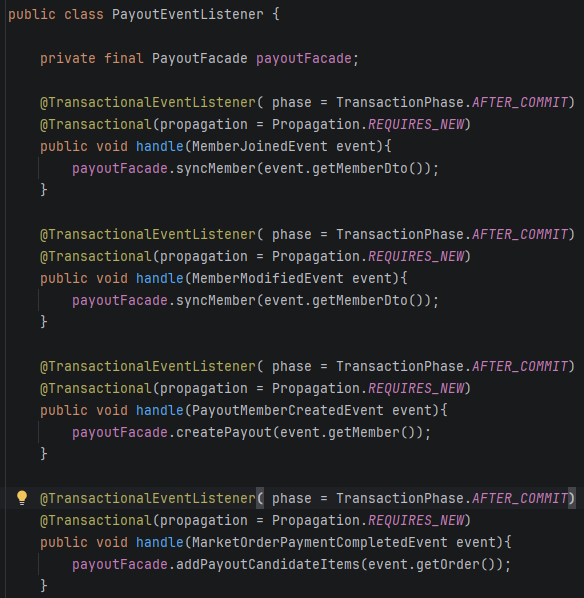 public class PayoutEventListener {
private final PayoutFacade payoutFacade;
@TransactionalEventListener( phase = TransactionPhase.AFTER_COMMIT)
@Transactional(propagation = Propagation.REQUIRES_NEW)
public void handle(MemberJoinedEvent event){
payoutFacade.syncMember(event.getMemberDto());
}
@TransactionalEventListener( phase = TransactionPhase.AFTER_COMMIT)
@Transactional(propagation = Propagation.REQUIRES_NEW)
public void handle(MemberModifiedEvent event){
payoutFacade.syncMember(event.getMemberDto());
}
@TransactionalEventListener( phase = TransactionPhase.AFTER_COMMIT)
@Transactional(propagation = Propagation.REQUIRES_NEW)
public void handle(PayoutMemberCreatedEvent event){
payoutFacade.createPayout(event.getMember());
}
@TransactionalEventListener( phase = TransactionPhase.AFTER_COMMIT)
@Transactional(propagation = Propagation.REQUIRES_NEW)
public void handle(MarketOrderPaymentCompletedEvent event){
payoutFacade.addPayoutCandidateItems(event.getOrder());
}